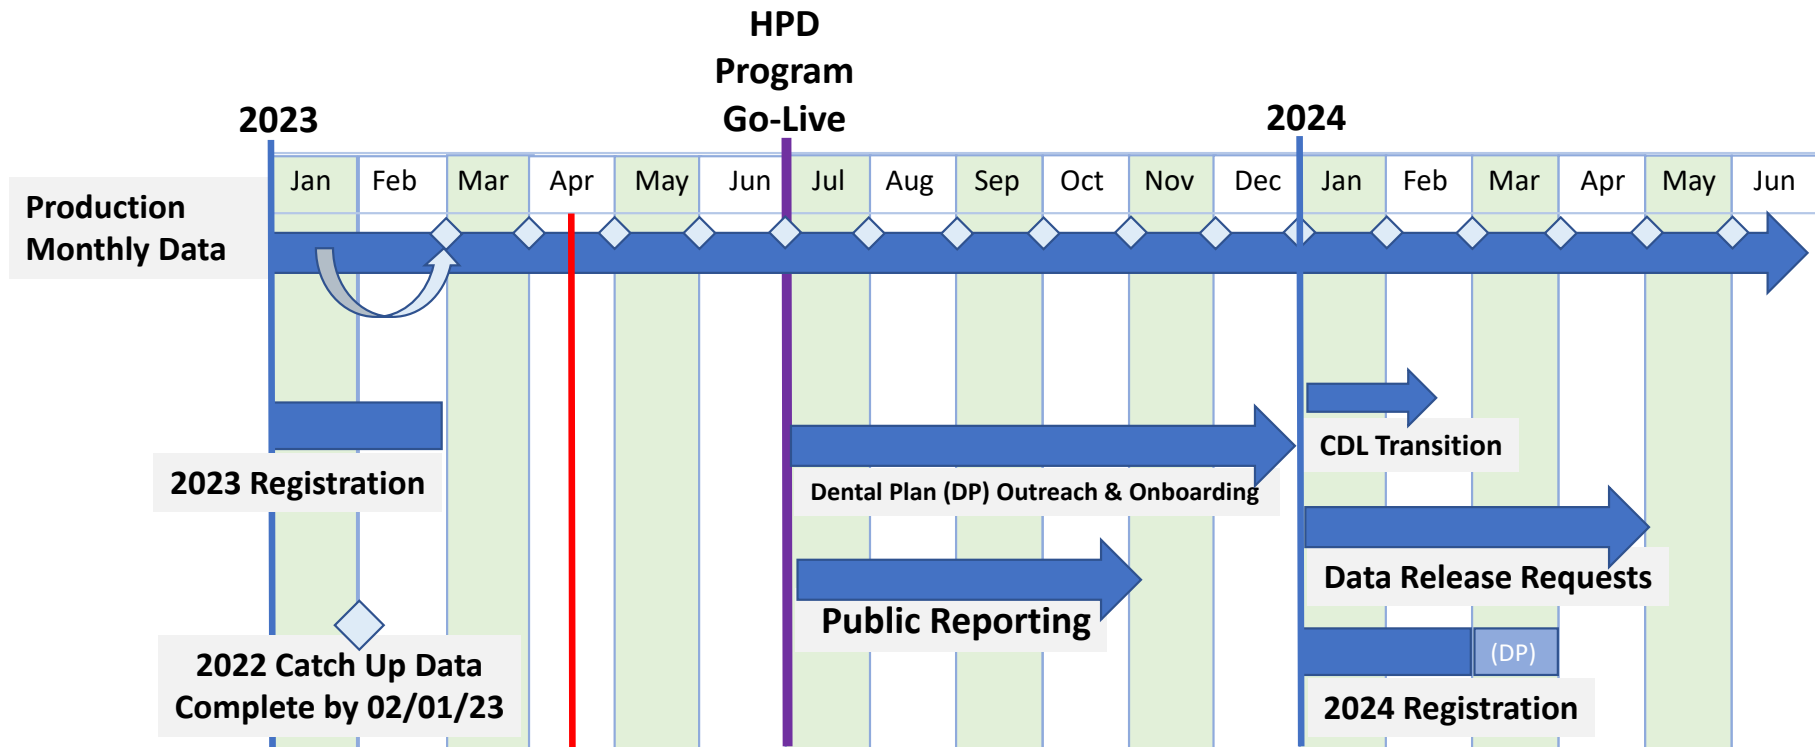 HPD
Program
Go-Live
2023
2024
Jan Feb Mar Apr May Jun Jul Aug Sep Oct Nov Dec Jan Feb Mar Apr May Jun
Production
Monthly Data
2023 Registration
CDL Transition
Dental Plan (DP) Outreach & Onboarding
Data Release Requests
Public Reporting
2022 Catch Up Data
Complete by 02/01/23
(DP)
2024 Registration